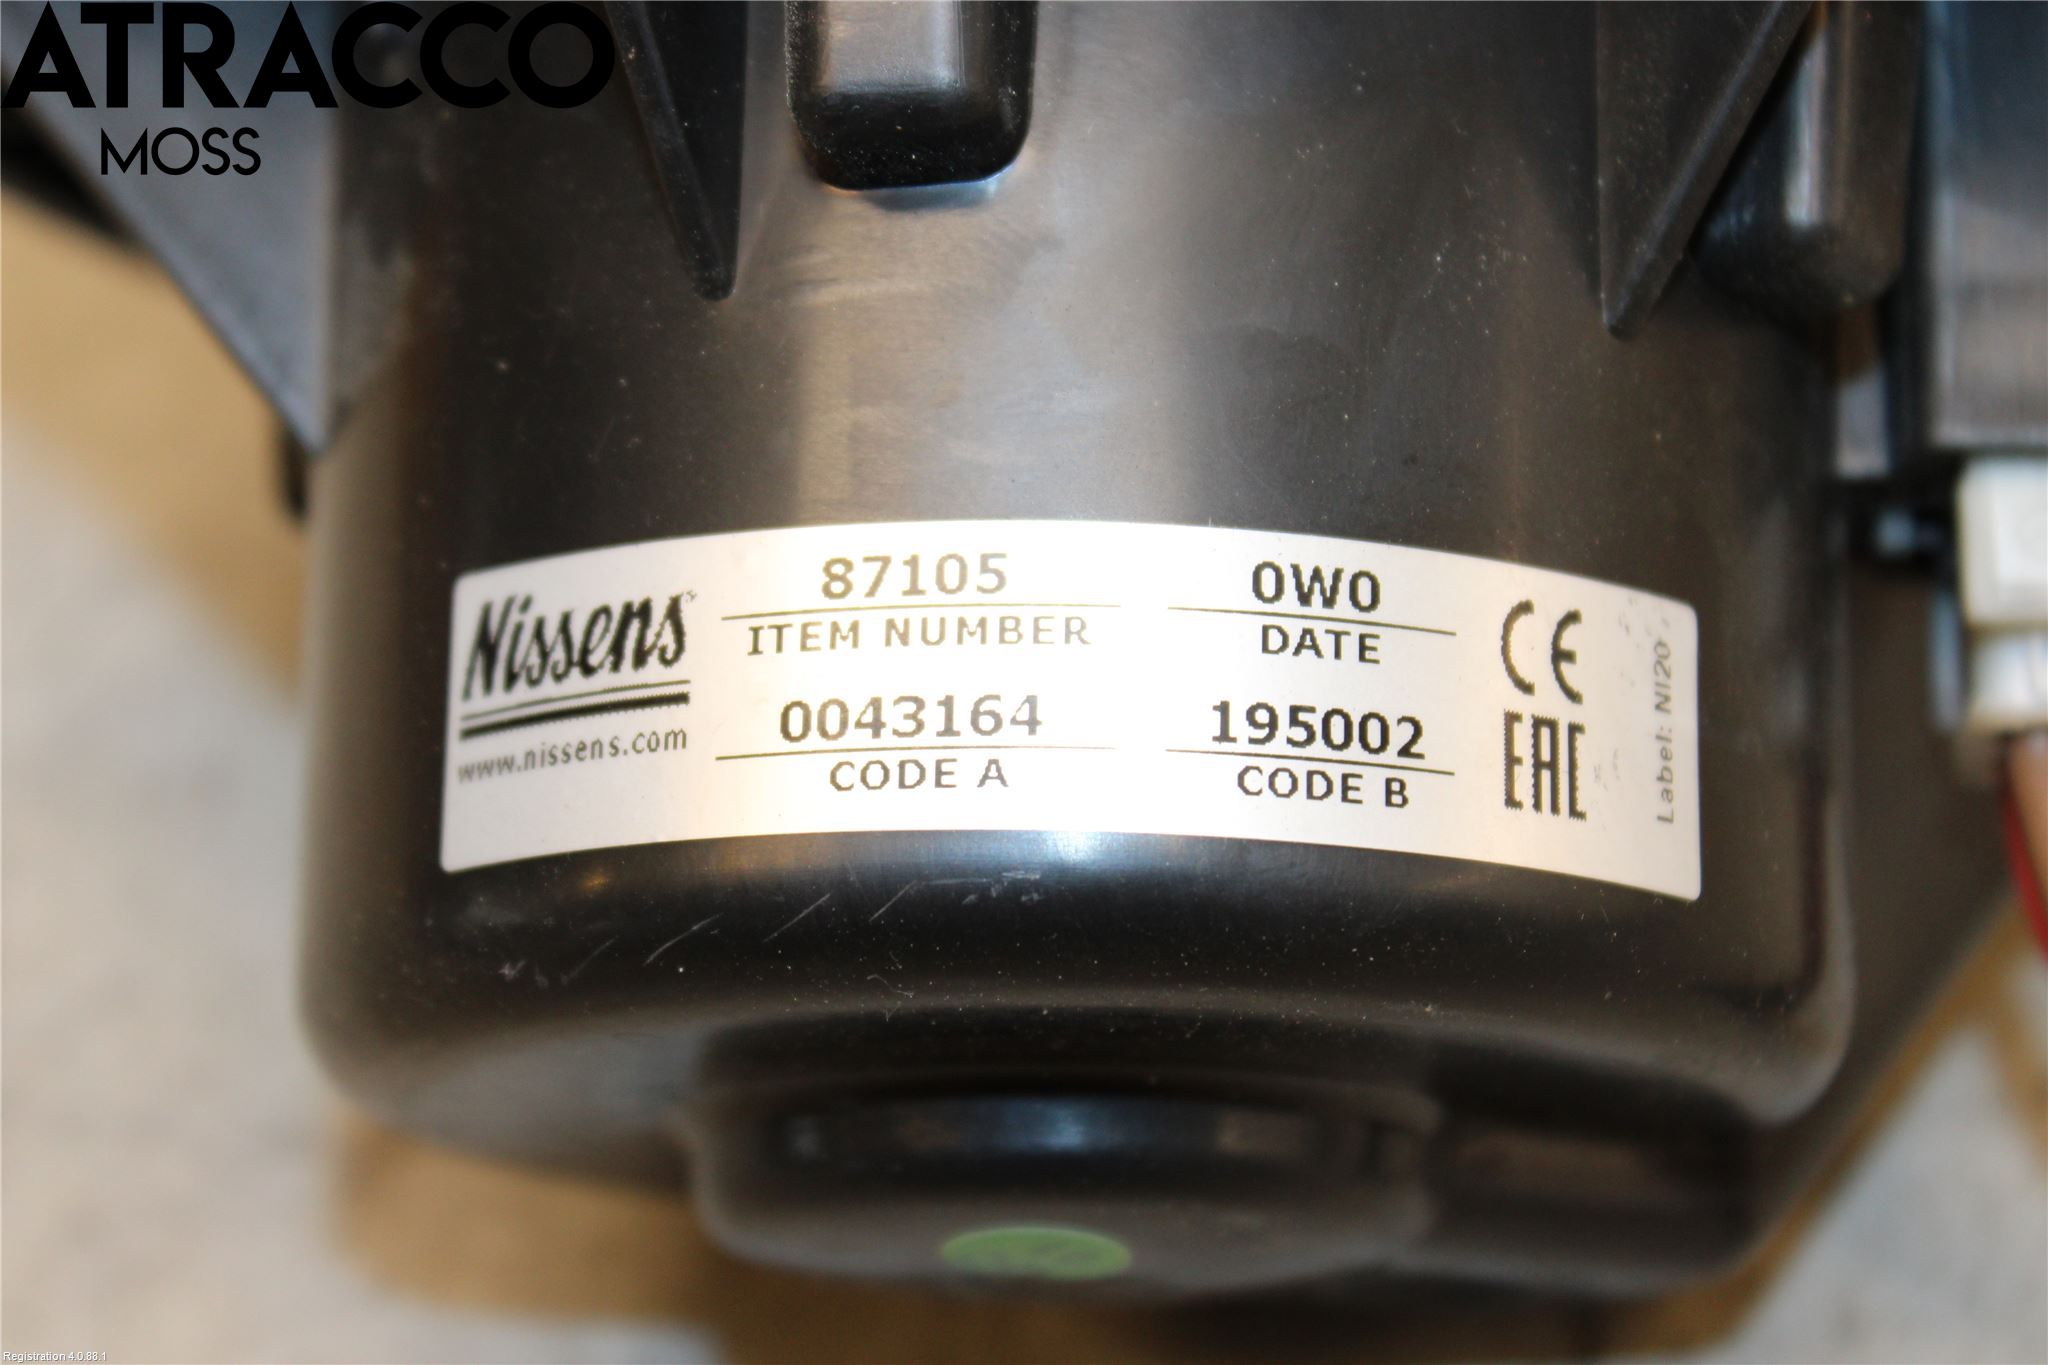 ATRACCO
MOSS
Nissens
www.nissens.com
87105
ITEM NUMBER
0W0
DATE
0043164
CODE A
195002
CODE B
CE
EAC
Label: NI20
Registration 4.0.88.1